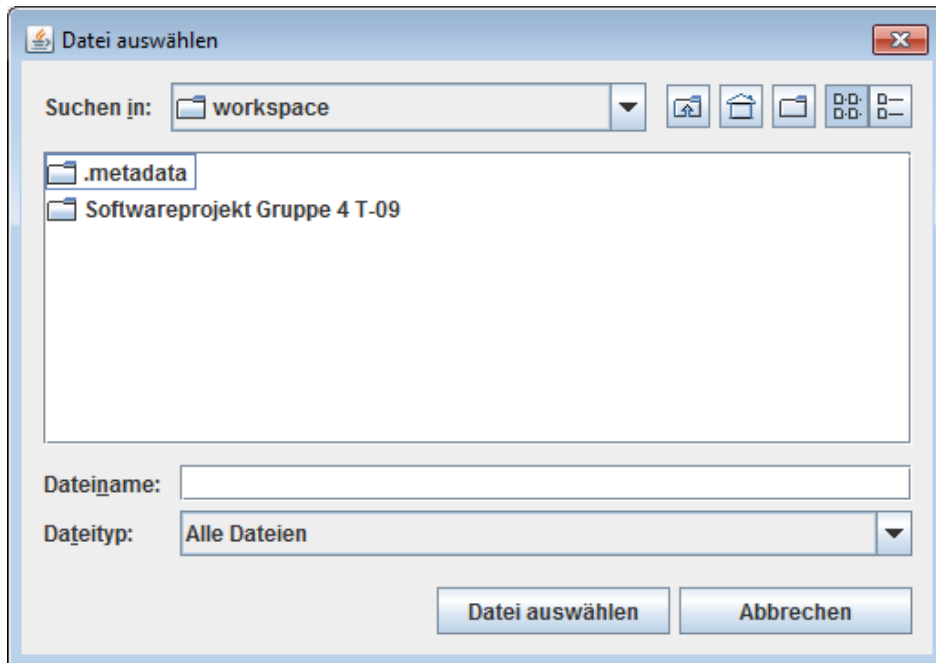 Datei auswählen
Suchen in: workspace
.metadata
Softwareprojekt Gruppe 4 T-09
Dateiname:
Dateityp: Alle Dateien
Datei auswählen Abbrechen